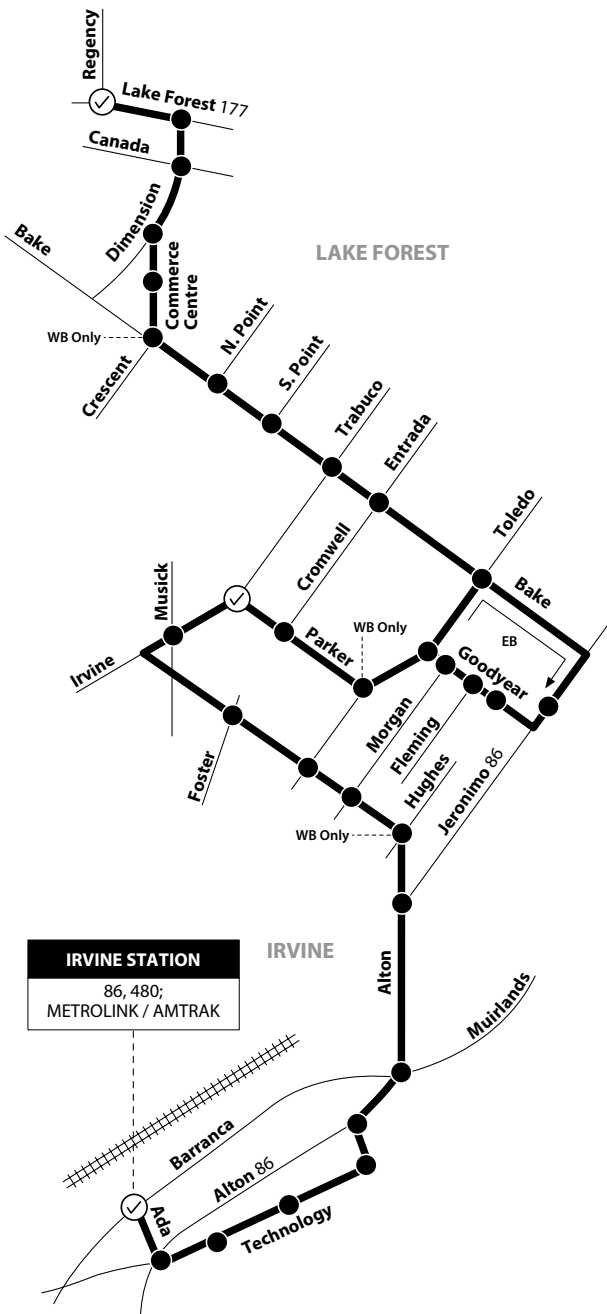 Regency
Lake Forest 177
Canada
Dimension
Bake
LAKE FOREST
Commerce
Centre
WB Only
Crescent
N. Point
S. Point
Trabuco
Entrada
Toledo
Cromwell
Bake
Musick
WB Only
EB
Parker
Goodyear
Irvine
Morgan
Fleming
Foster
Hughes
Jeronimo 86
WB Only
IRVINE STATION
86, 480;
METROLINK / AMTRAK
IRVINE
Alton
Muirlands
Barranca
Alton 86
Ada
Technology